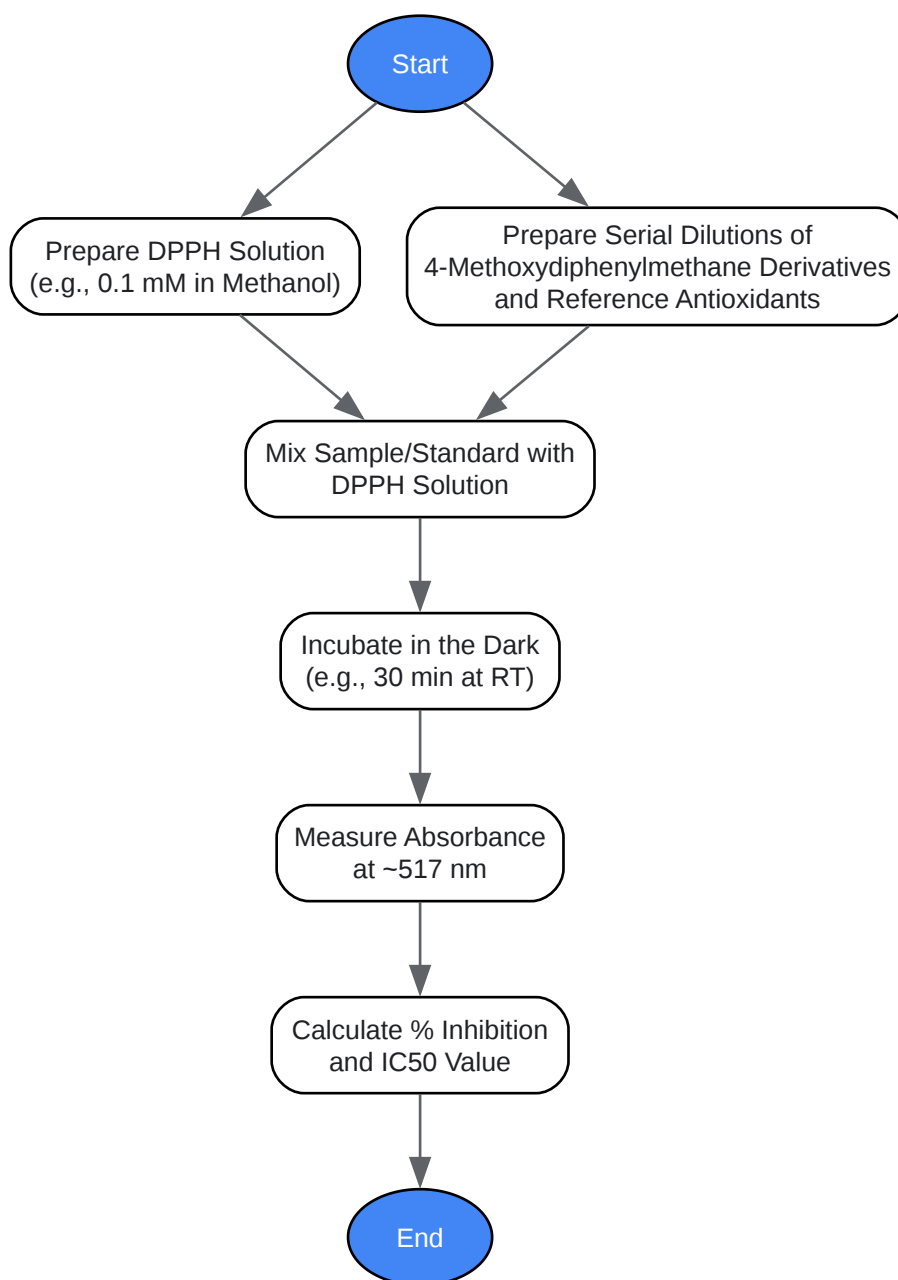 Start
Prepare DPPH Solution
(e.g., 0.1 mM in Methanol)
Prepare Serial Dilutions of
4-Methoxydiphenylmethane Derivatives
and Reference Antioxidants
Mix Sample/Standard with
DPPH Solution
Incubate in the Dark
(e.g., 30 min at RT)
Measure Absorbance
at ~517 nm
Calculate % Inhibition
and IC50 Value
End